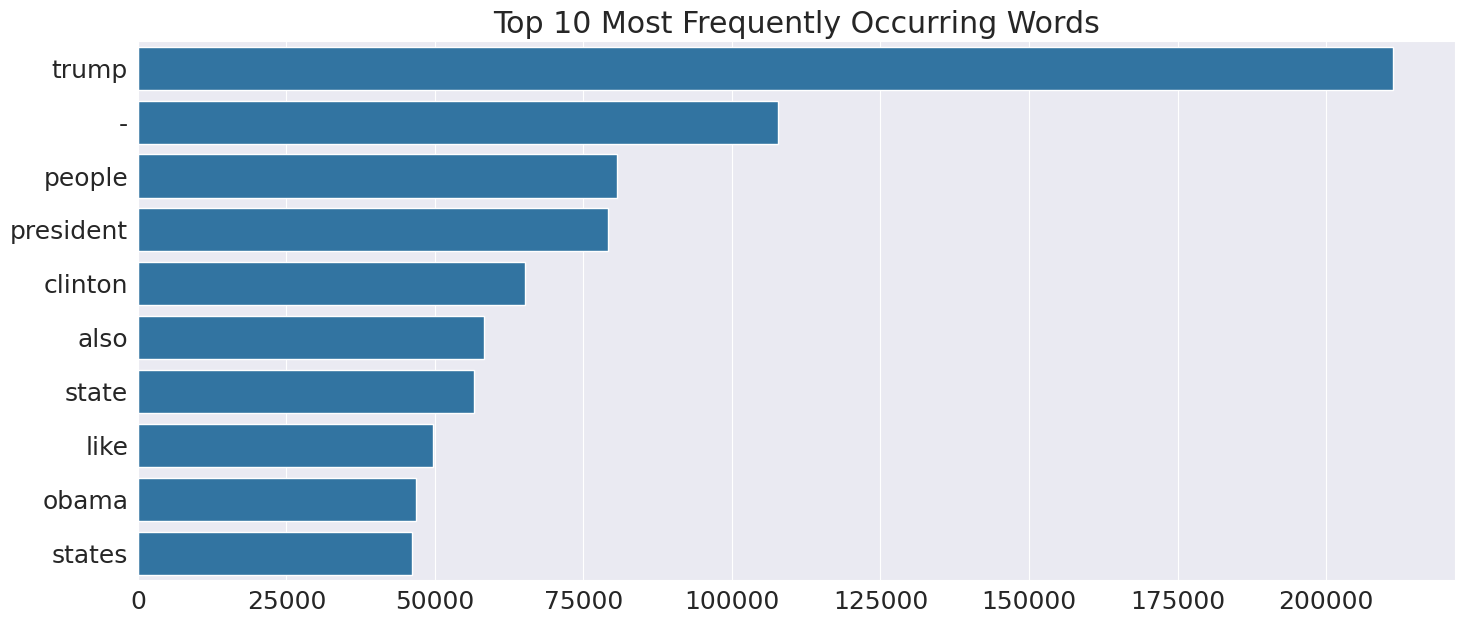 Top 10 Most Frequently Occurring Words
trump
-
people
president
clinton
also
state
like
obama
states
0 25000 50000 75000 100000 125000 150000 175000 200000